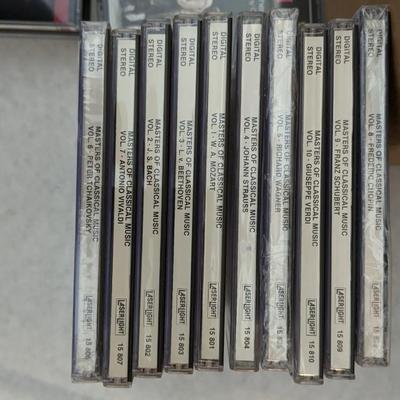 DIGITAL STEREO
MASTERS OF CLASSICAL MUSIC
VOL. 6 - PETER TCHAIKOVSKY
LASERLIGHT
15 806
DIGITAL STEREO
MASTERS OF CLASSICAL MUSIC
VOL. 7 - ANTONIO VIVALDI
LASERLIGHT
15 807
DIGITAL STEREO
MASTERS OF CLASSICAL MUSIC
VOL. 2 - J. S. BACH
LASERLIGHT
15 802
DIGITAL STEREO
MASTERS OF CLASSICAL MUSIC
VOL. 3 - L. v. BEETHOVEN
LASERLIGHT
15 803
DIGITAL STEREO
MASTERS OF CLASSICAL MUSIC
VOL. 1 - W. A. MOZART
LASERLIGHT
15 801
DIGITAL STEREO
MASTERS OF CLASSICAL MUSIC
VOL. 4 - JOHANN STRAUSS
LASERLIGHT
15 804
DIGITAL STEREO
MASTERS OF CLASSICAL MUSIC
VOL. 5 - RICHARD WAGNER
LASERLIGHT
DIGITAL STEREO
MASTERS OF CLASSICAL MUSIC
VOL. 10 - GIUSEPPE VERDI
LASERLIGHT
15 810
DIGITAL STEREO
MASTERS OF CLASSICAL MUSIC
VOL. 9 - FRANZ SCHUBERT
LASERLIGHT
15 809
DIGITAL STEREO
MASTERS OF CLASSICAL MUSIC
VOL. 8 - FREDERIC CHOPIN
LASERLIGHT